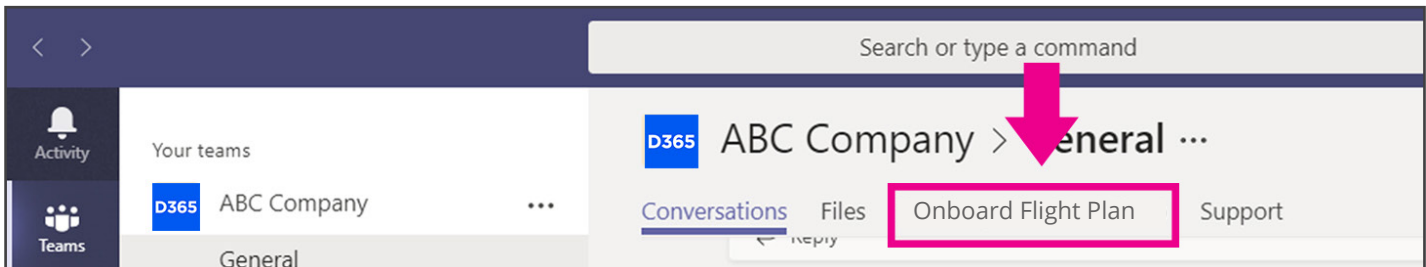 Search or type a command
Activity
Your teams
D365 ABC Company > General ...
D365 ABC Company ...
Conversations Files Onboard Flight Plan Support
Teams
Reply
General